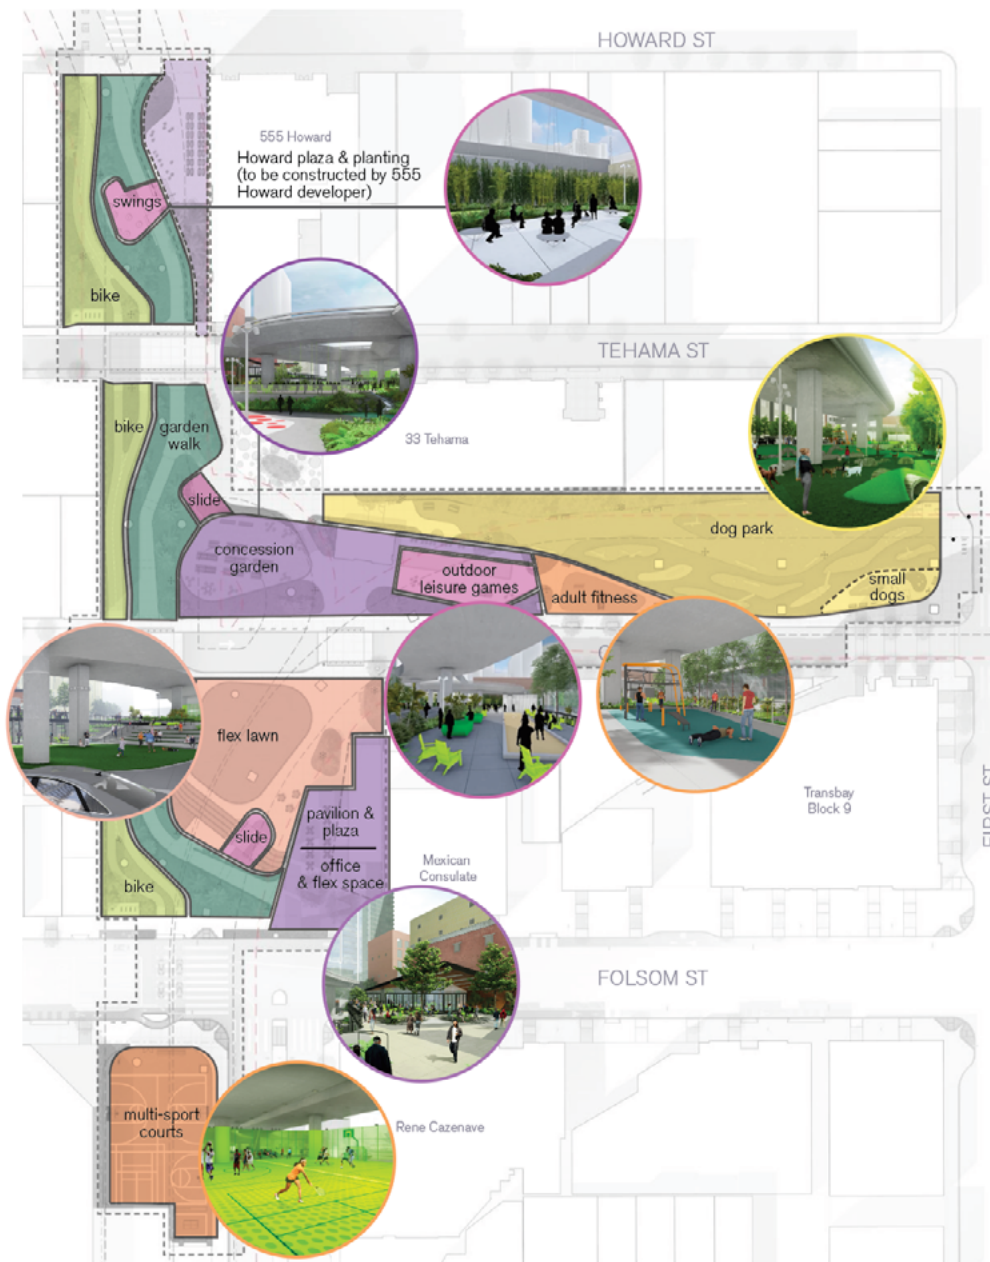 HOWARD ST
555 Howard
Howard plaza & planting
(to be constructed by 555
Howard developer)
swings
bike
TEHAMA ST
bike
garden
walk
33 Tehama
slide
dog park
concession
garden
outdoor
leisure games
adult fitness
small
dogs
flex lawn
slide
pavilion &
plaza
office
& flex space
bike
Mexican
Consulate
Transbay
Block 9
FIRST ST
FOLSOM ST
multi-sport
courts
Rene Cazenave